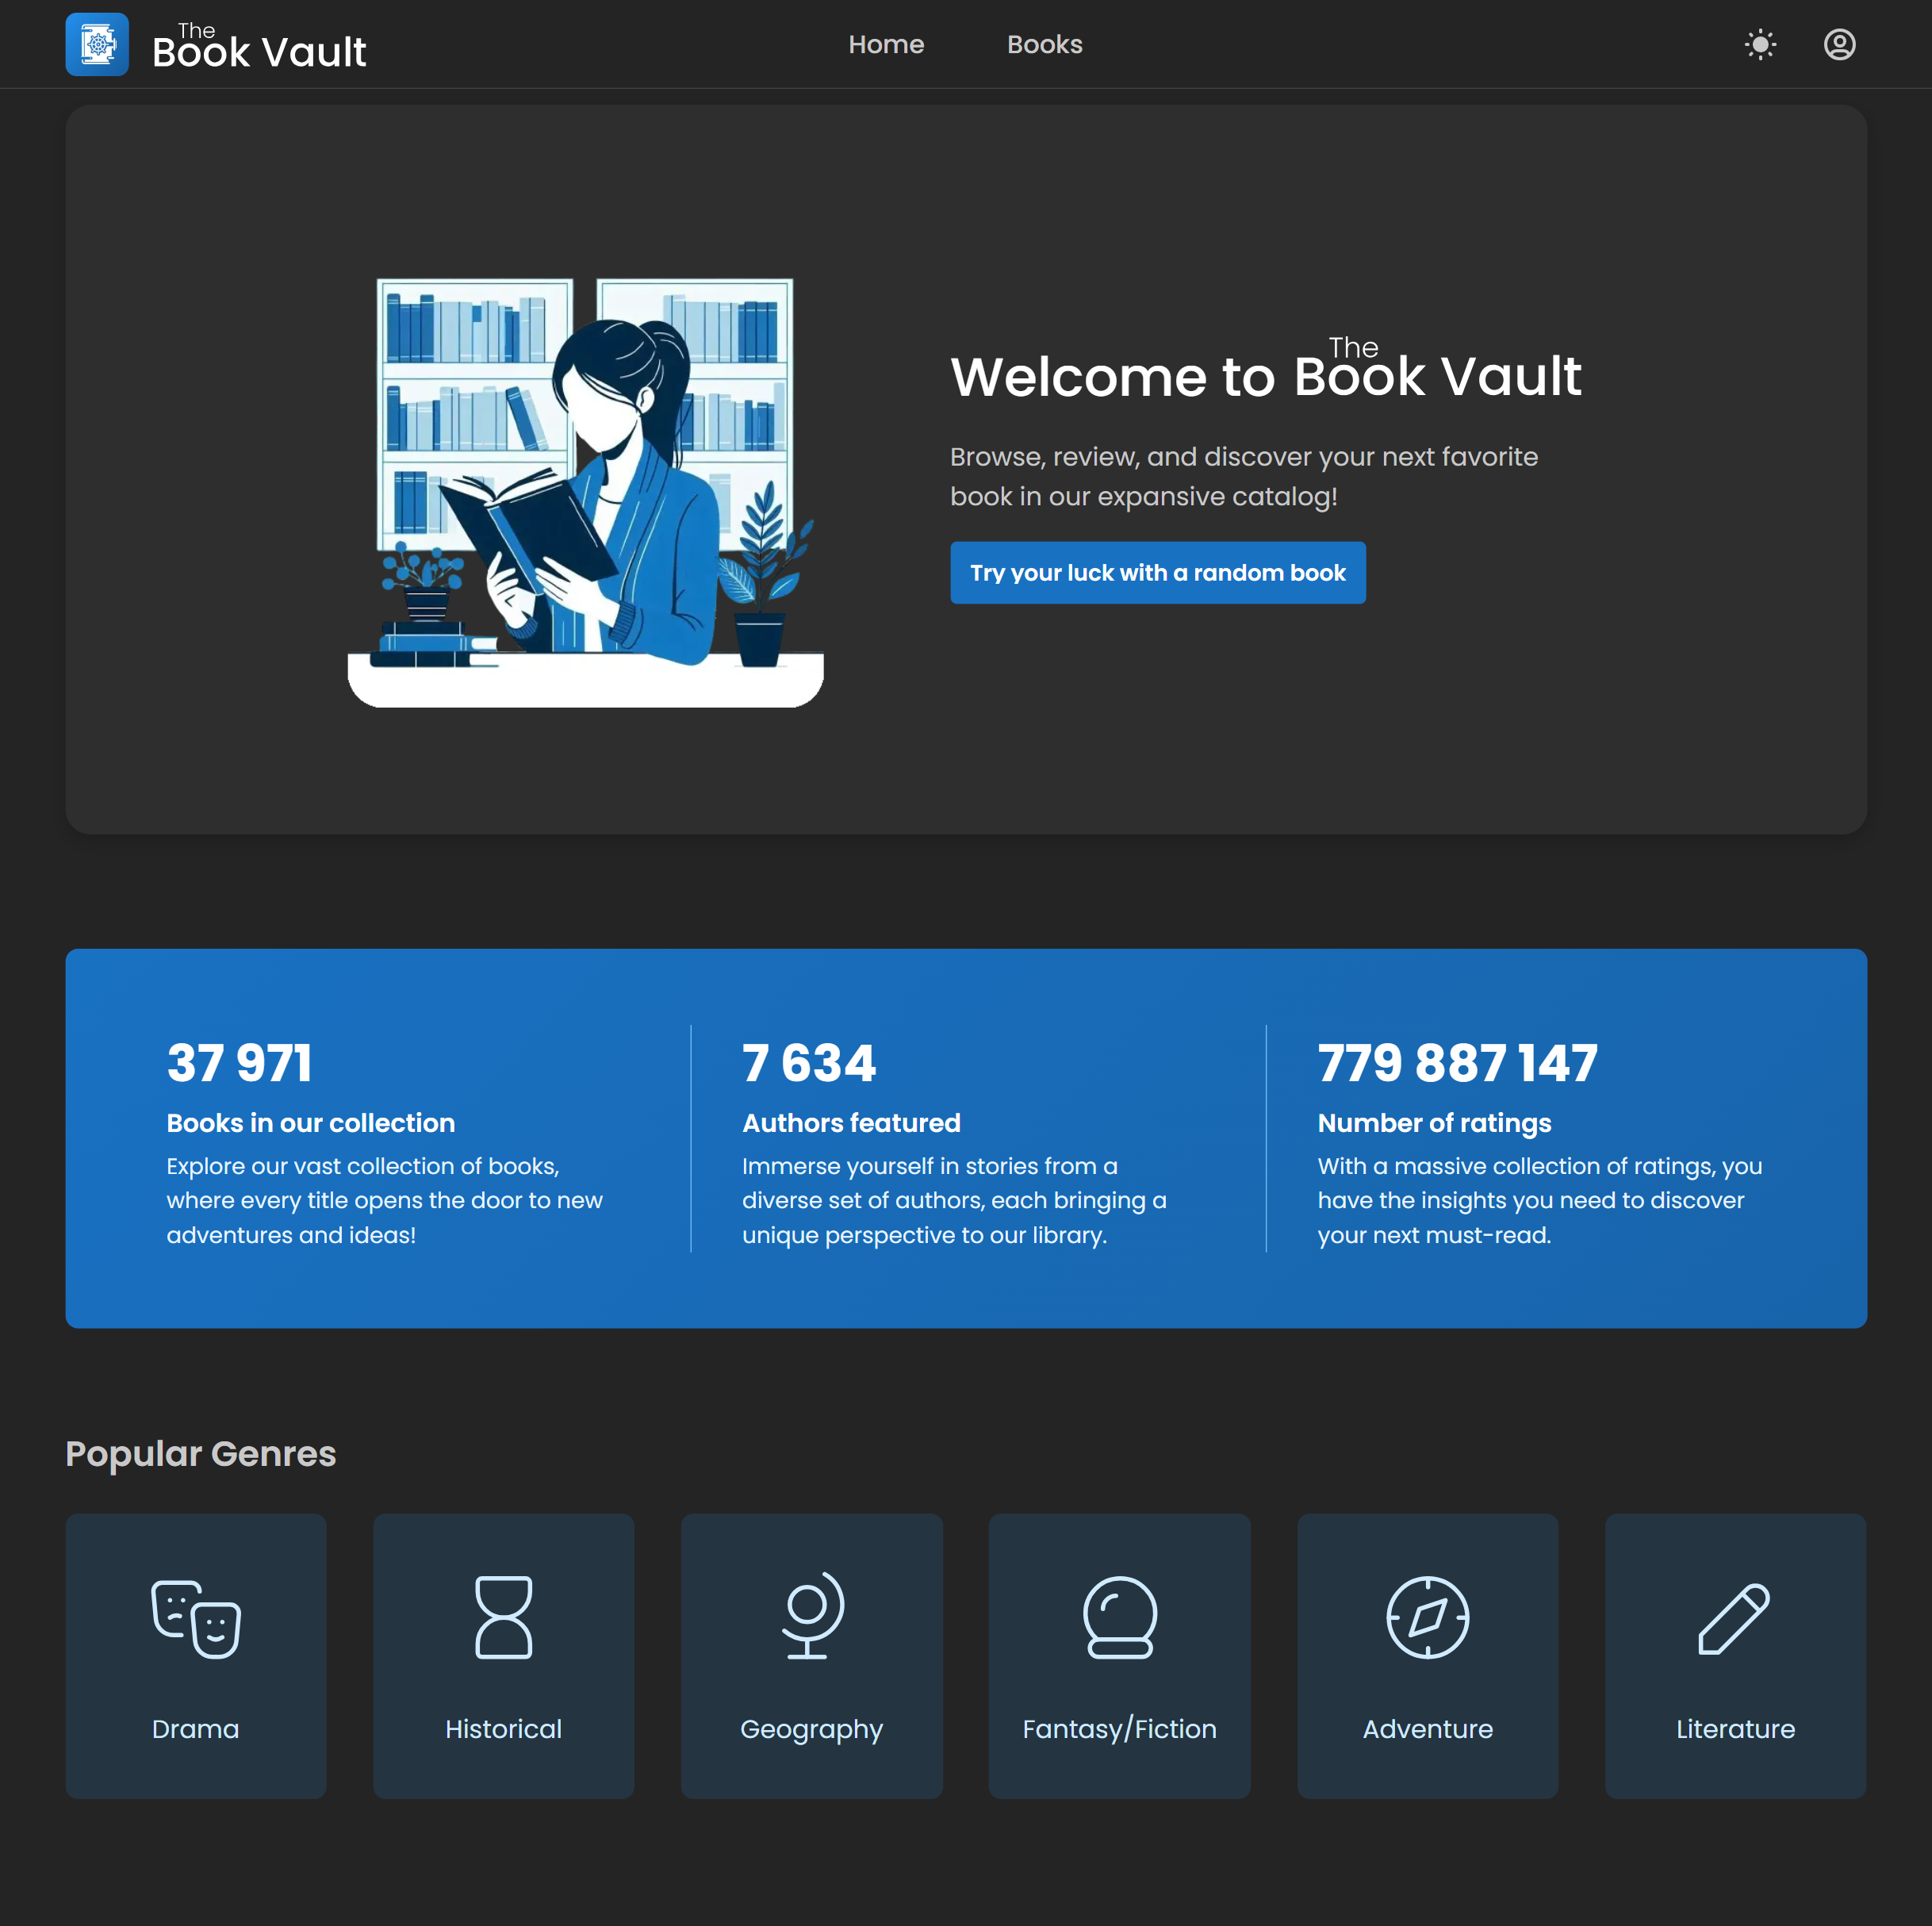 The
Book Vault
Home
Books
Welcome to The Book Vault
Browse, review, and discover your next favorite
book in our expansive catalog!
Try your luck with a random book
37 971
Books in our collection
Explore our vast collection of books,
where every title opens the door to new
adventures and ideas!
7 634
Authors featured
Immerse yourself in stories from a
diverse set of authors, each bringing a
unique perspective to our library.
779 887 147
Number of ratings
With a massive collection of ratings, you
have the insights you need to discover
your next must-read.
Popular Genres
Drama
Historical
Geography
Fantasy/Fiction
Adventure
Literature